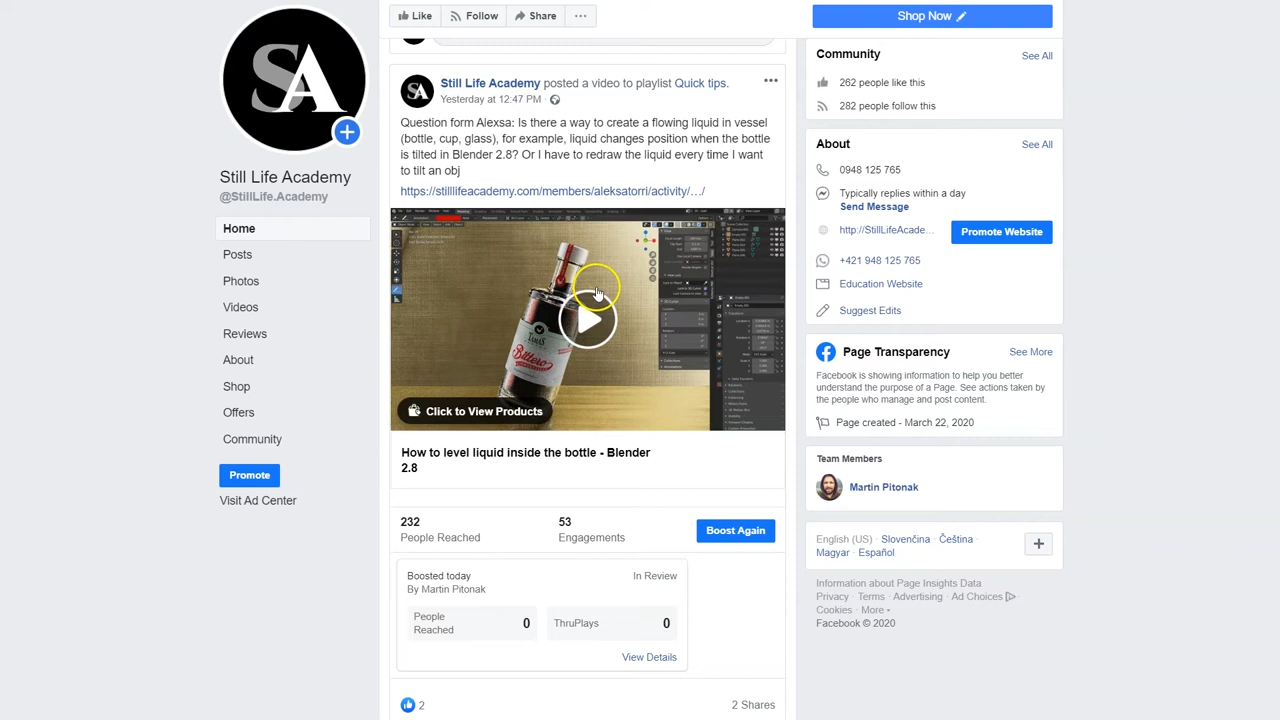 Like
Follow
Share
...
Shop Now
SA
Still Life Academy
@StillLife.Academy
Home
Posts
Photos
Videos
Reviews
About
Shop
Offers
Community
Promote
Visit Ad Center
SA
Still Life Academy posted a video to playlist Quick tips.
Yesterday at 12:47 PM ·
Question form Alexsa: Is there a way to create a flowing liquid in vessel
(bottle, cup, glass), for example, liquid changes position when the bottle
is tilted in Blender 2.8? Or I have to redraw the liquid every time I want
to tilt an obj
https://stilllifeacademy.com/members/aleksatorri/activity/…/
Click to View Products
How to level liquid inside the bottle - Blender
2.8
232
People Reached
53
Engagements
Boost Again
Boosted today
By Martin Pitonak
In Review
People
Reached
0
ThruPlays
0
View Details
2
2 Shares
Community
See All
262 people like this
282 people follow this
About
See All
0948 125 765
Typically replies within a day
Send Message
http://StillLifeAcade...
Promote Website
+421 948 125 765
Education Website
Suggest Edits
Page Transparency
See More
Facebook is showing information to help you better
understand the purpose of a Page. See actions taken by
the people who manage and post content.
Page created - March 22, 2020
Team Members
Martin Pitonak
English (US) · Slovenčina · Čeština ·
Magyar · Español
Information about Page Insights Data
Privacy · Terms · Advertising · Ad Choices ·
Cookies · More
Facebook © 2020